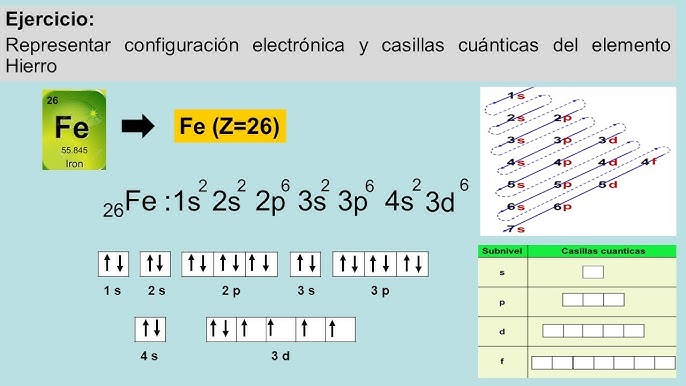 Ejercicio:
Representar configuración electrónica y casillas cuánticas del elemento
Hierro
26
Fe
55.845
Iron
Fe (Z=26)
₂₆Fe :1s² 2s² 2p⁶ 3s² 3p⁶ 4s² 3d⁶
↑↓ ↑↓ ↑↓↑↓↑↓ ↑↓ ↑↓↑↓↑↓
1 s 2 s 2 p 3 s 3 p
↑↓ ↑↓ ↑ ↑ ↑ ↑
4 s 3 d
1s
2s 2p
3s 3p 3d
4s 4p 4d 4f
5s 5p 5d
6s 6p
7s
Subnivel Casillas cuanticas
s
p
d
f